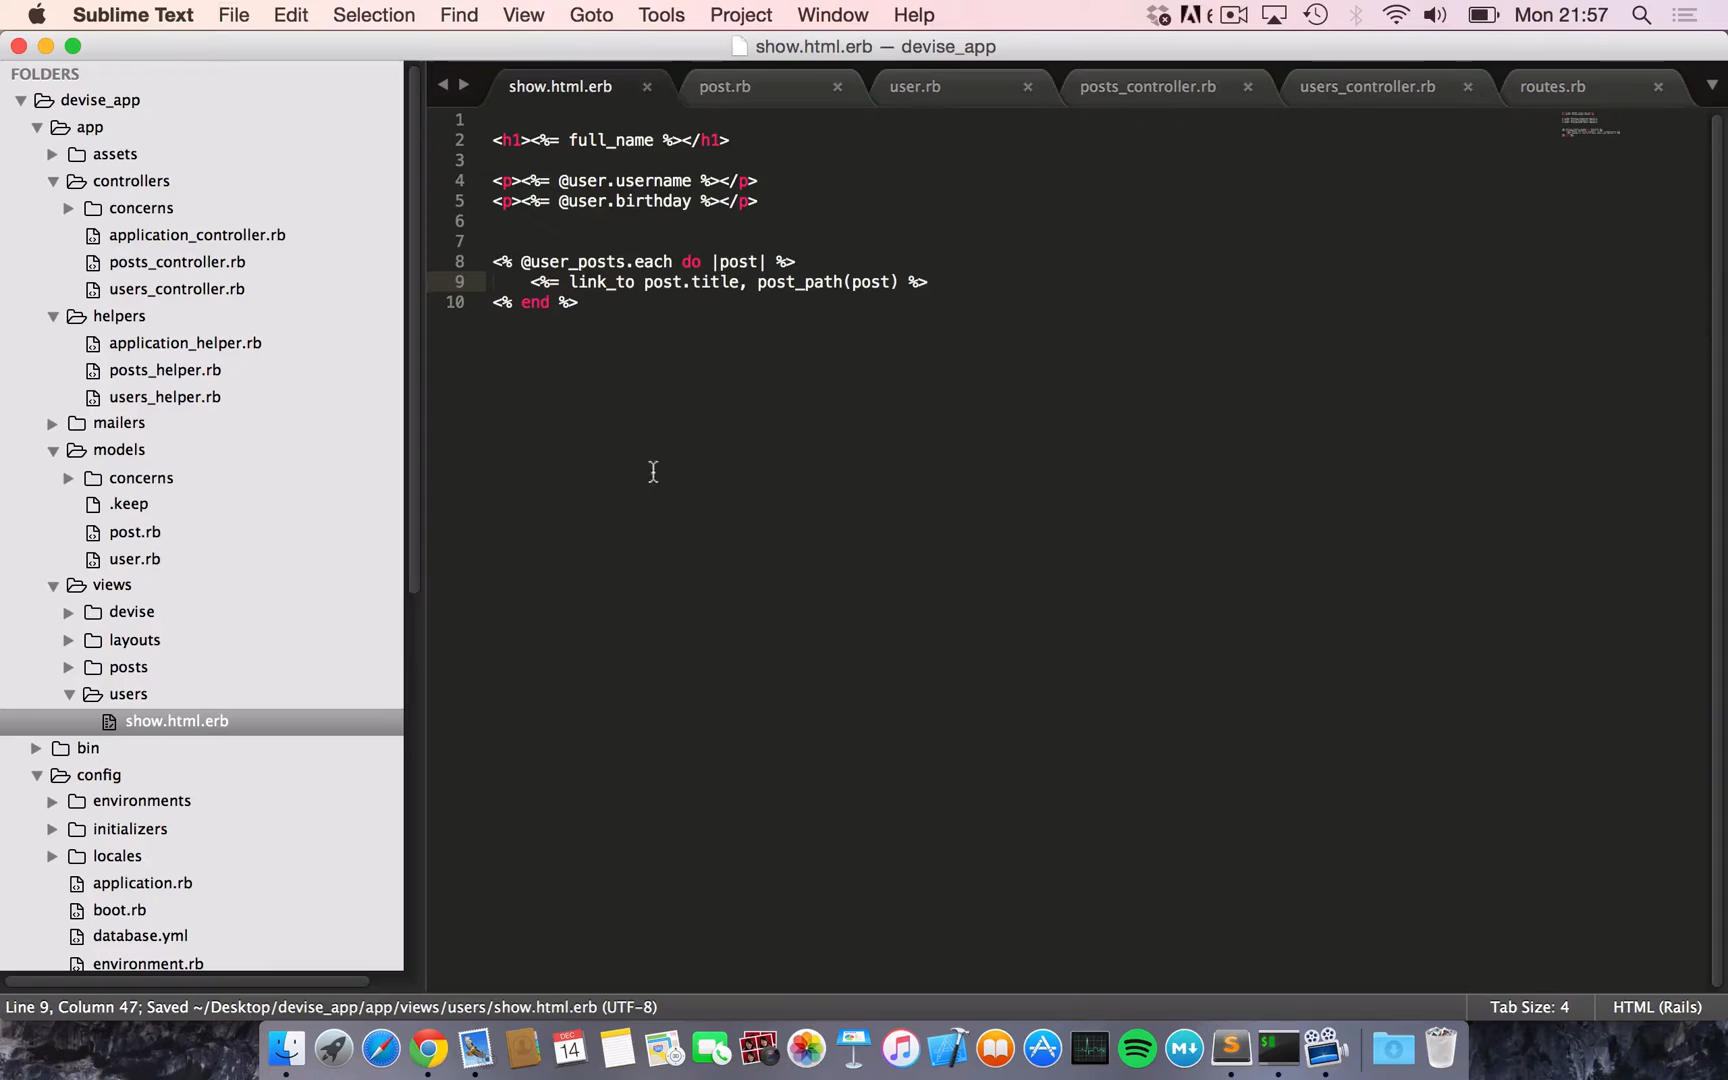 Sublime Text File Edit Selection Find View Goto Tools Project Window Help 6 Mon 21:57
show.html.erb — devise_app
FOLDERS
devise_app
app
assets
controllers
concerns
application_controller.rb
posts_controller.rb
users_controller.rb
helpers
application_helper.rb
posts_helper.rb
users_helper.rb
mailers
models
concerns
.keep
post.rb
user.rb
views
devise
layouts
posts
users
show.html.erb
bin
config
environments
initializers
locales
application.rb
boot.rb
database.yml
environment.rb
show.html.erb post.rb user.rb posts_controller.rb users_controller.rb routes.rb
1
2 <h1><%= full_name %></h1>
3
4 <p><%= @user.username %></p>
5 <p><%= @user.birthday %></p>
6
7
8 <% @user_posts.each do |post| %>
9 <%= link_to post.title, post_path(post) %>
10 <% end %>
Line 9, Column 47; Saved ~/Desktop/devise_app/app/views/users/show.html.erb (UTF-8) Tab Size: 4 HTML (Rails)
DEC
14